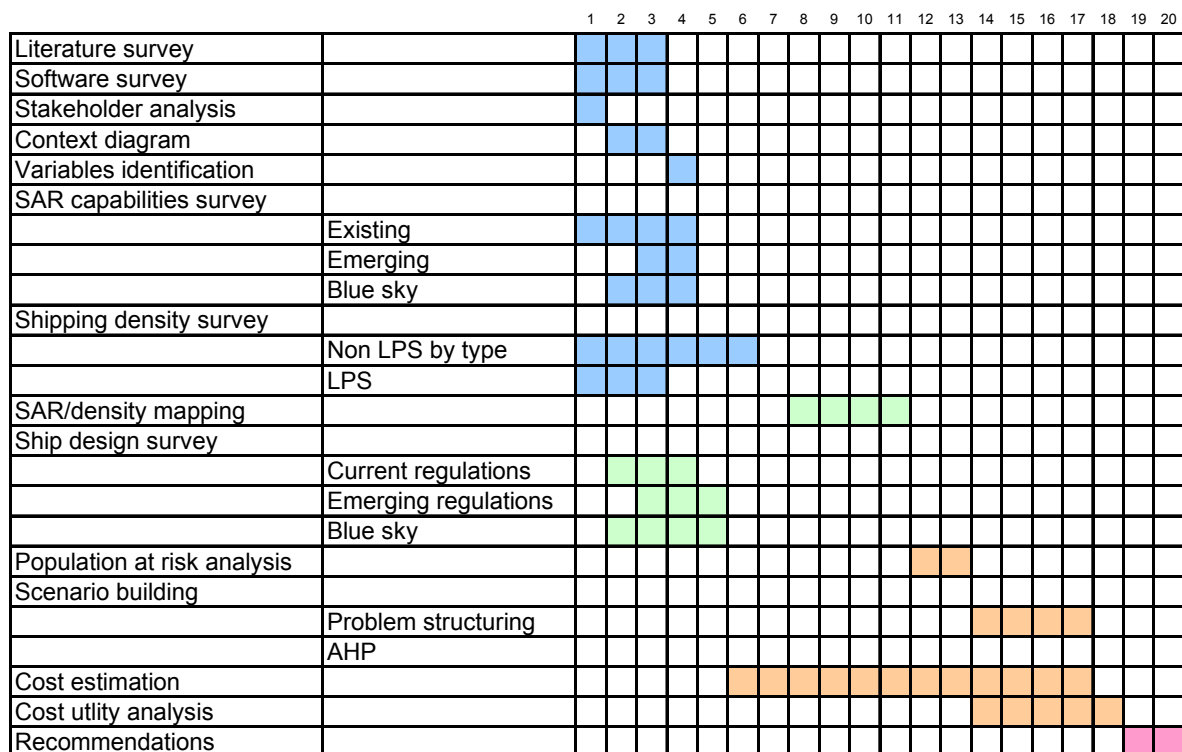 1 2 3 4 5 6 7 8 9 10 11 12 13 14 15 16 17 18 19 20
Literature survey
Software survey
Stakeholder analysis
Context diagram
Variables identification
SAR capabilities survey
Existing
Emerging
Blue sky
Shipping density survey
Non LPS by type
LPS
SAR/density mapping
Ship design survey
Current regulations
Emerging regulations
Blue sky
Population at risk analysis
Scenario building
Problem structuring
AHP
Cost estimation
Cost utlity analysis
Recommendations